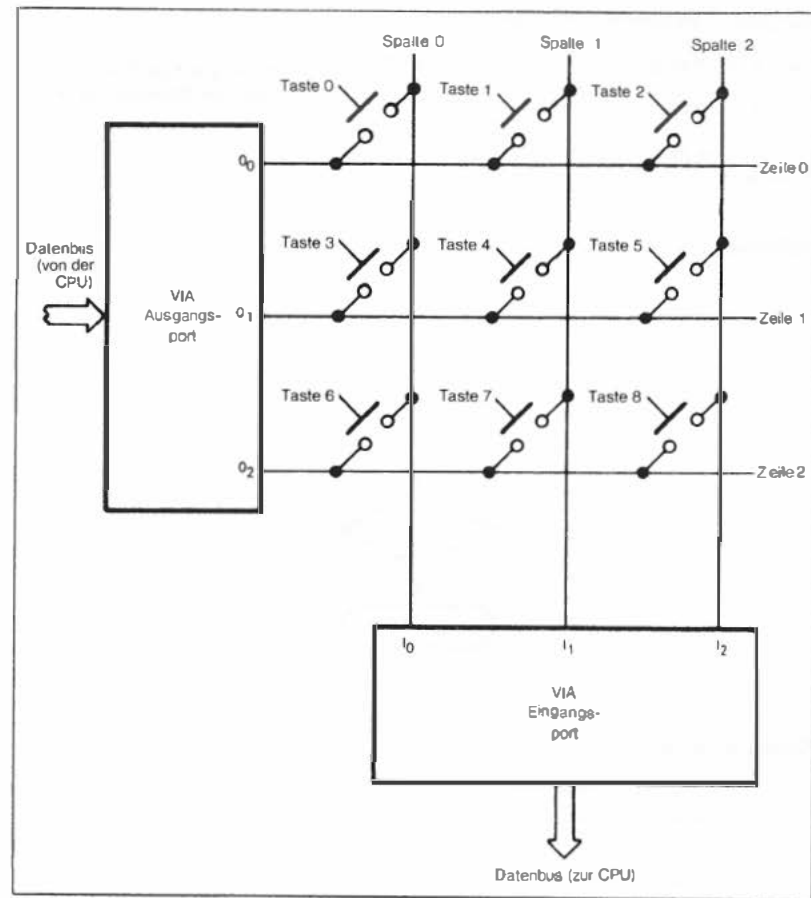 Spalte 0 Spalte 1 Spalte 2
Taste 0 Taste 1 Taste 2
O0 Zeile 0
Taste 3 Taste 4 Taste 5
Datenbus
(von der
CPU)
VIA
Ausgangs-
port
O1 Zeile 1
Taste 6 Taste 7 Taste 8
O2 Zeile 2
I0 I1 I2
VIA
Eingangs-
port
Datenbus (zur CPU)